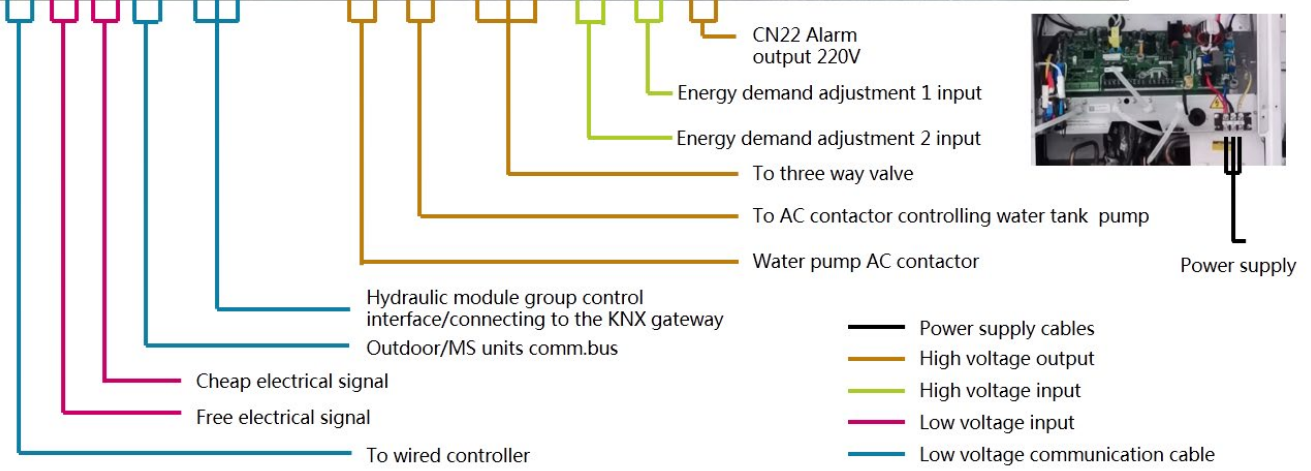 CN22 Alarm
output 220V
Energy demand adjustment 1 input
Energy demand adjustment 2 input
To three way valve
To AC contactor controlling water tank pump
Water pump AC contactor
Power supply
Hydraulic module group control
interface/connecting to the KNX gateway
Outdoor/MS units comm.bus
Cheap electrical signal
Free electrical signal
To wired controller
Power supply cables
High voltage output
High voltage input
Low voltage input
Low voltage communication cable